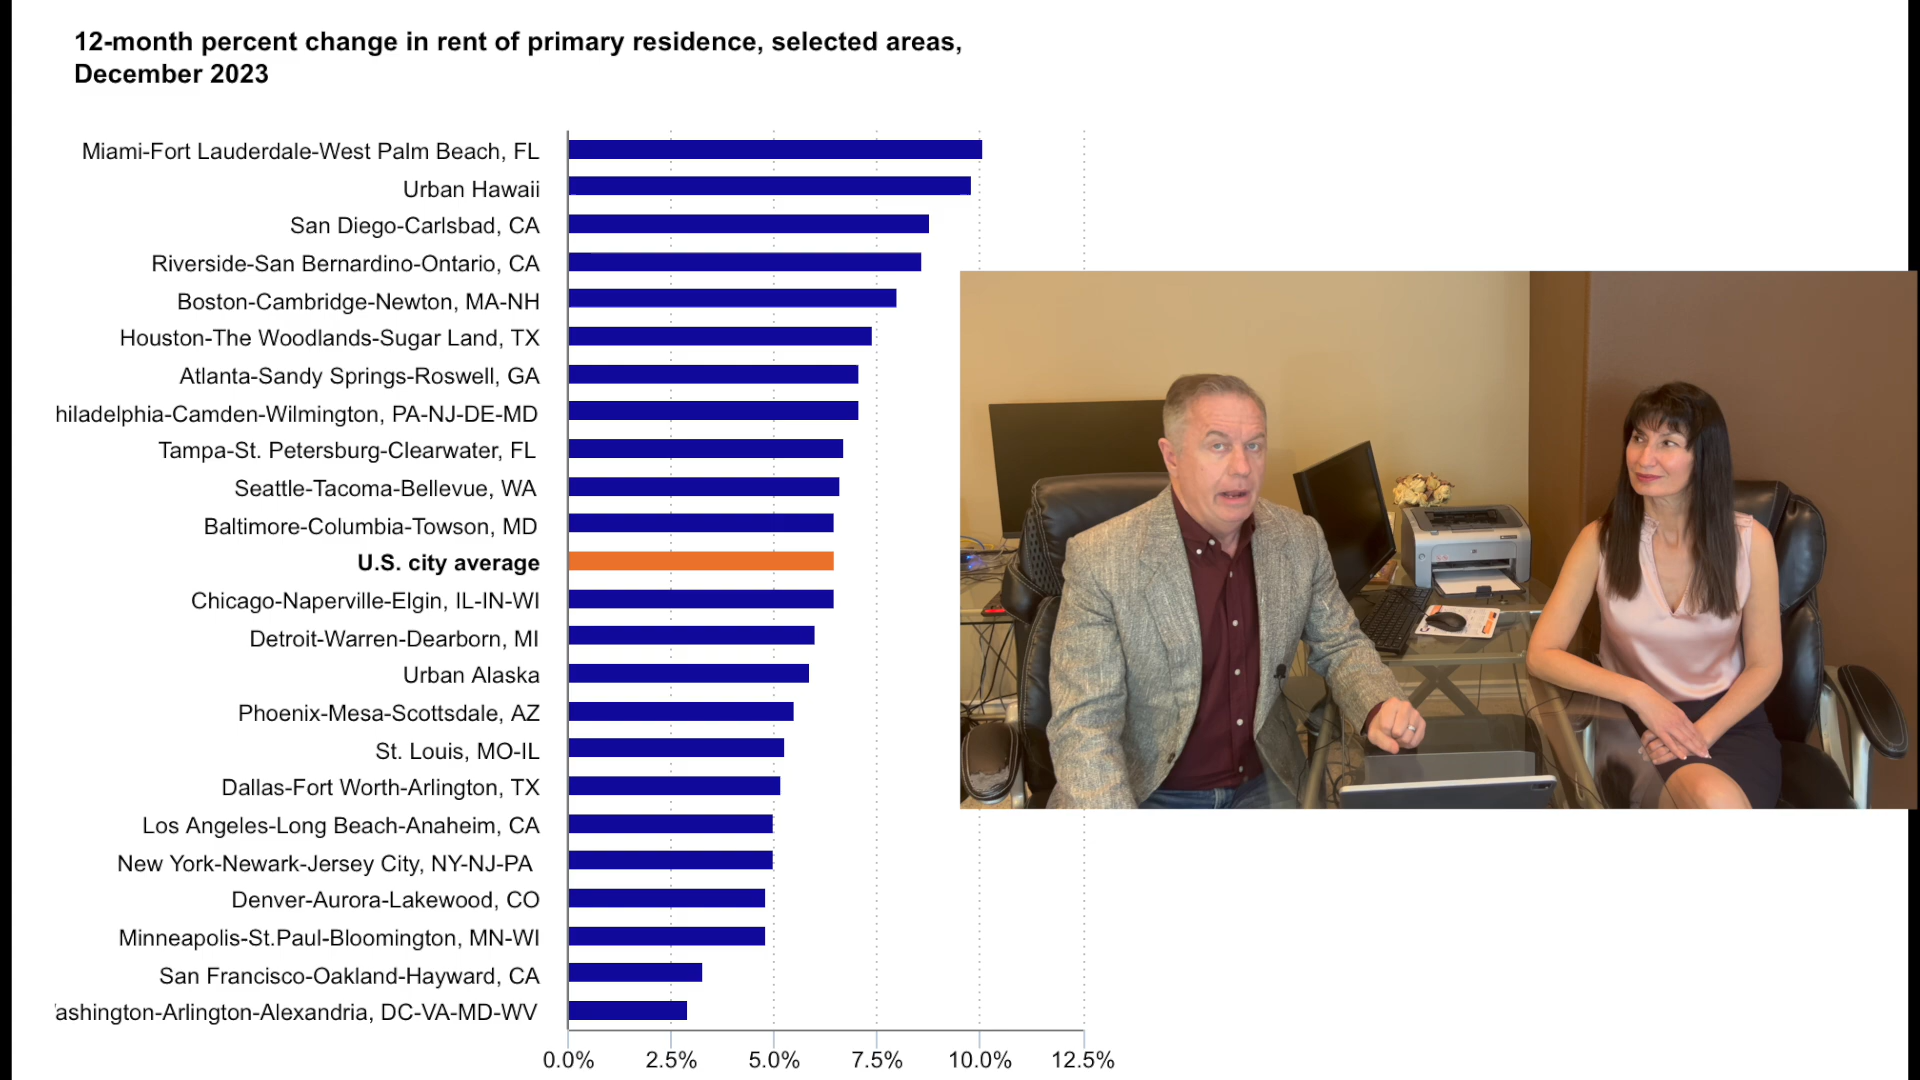 12-month percent change in rent of primary residence, selected areas,
December 2023
Miami-Fort Lauderdale-West Palm Beach, FL
Urban Hawaii
San Diego-Carlsbad, CA
Riverside-San Bernardino-Ontario, CA
Boston-Cambridge-Newton, MA-NH
Houston-The Woodlands-Sugar Land, TX
Atlanta-Sandy Springs-Roswell, GA
hiladelphia-Camden-Wilmington, PA-NJ-DE-MD
Tampa-St. Petersburg-Clearwater, FL
Seattle-Tacoma-Bellevue, WA
Baltimore-Columbia-Towson, MD
U.S. city average
Chicago-Naperville-Elgin, IL-IN-WI
Detroit-Warren-Dearborn, MI
Urban Alaska
Phoenix-Mesa-Scottsdale, AZ
St. Louis, MO-IL
Dallas-Fort Worth-Arlington, TX
Los Angeles-Long Beach-Anaheim, CA
New York-Newark-Jersey City, NY-NJ-PA
Denver-Aurora-Lakewood, CO
Minneapolis-St.Paul-Bloomington, MN-WI
San Francisco-Oakland-Hayward, CA
ashington-Arlington-Alexandria, DC-VA-MD-WV
0.0% 2.5% 5.0% 7.5% 10.0% 12.5%